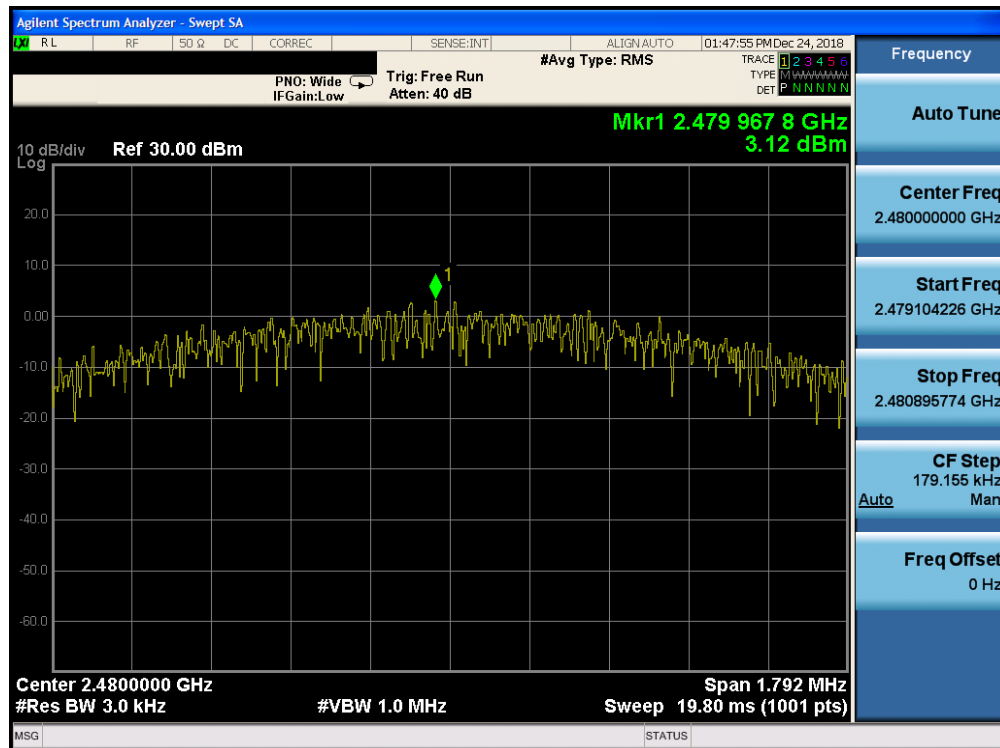 Agilent Spectrum Analyzer - Swept SA
LXI RL RF 50 Ω DC CORREC SENSE:INT ALIGN AUTO 01:47:55 PM Dec 24, 2018
#Avg Type: RMS
TRACE 1 2 3 4 5 6
PNO: Wide
Trig: Free Run
TYPE M W W W W W
IFGain:Low
Atten: 40 dB
DET P N N N N N
Mkr1 2.479 967 8 GHz
3.12 dBm
10 dB/div Ref 30.00 dBm
Log
20.0
10.0
1
0.00
-10.0
-20.0
-30.0
-40.0
-50.0
-60.0
Center 2.4800000 GHz
Span 1.792 MHz
#Res BW 3.0 kHz
#VBW 1.0 MHz
Sweep 19.80 ms (1001 pts)
MSG
STATUS
Frequency
Auto Tune
Center Freq
2.480000000 GHz
Start Freq
2.479104226 GHz
Stop Freq
2.480895774 GHz
CF Step
179.155 kHz
Auto Man
Freq Offset
0 Hz